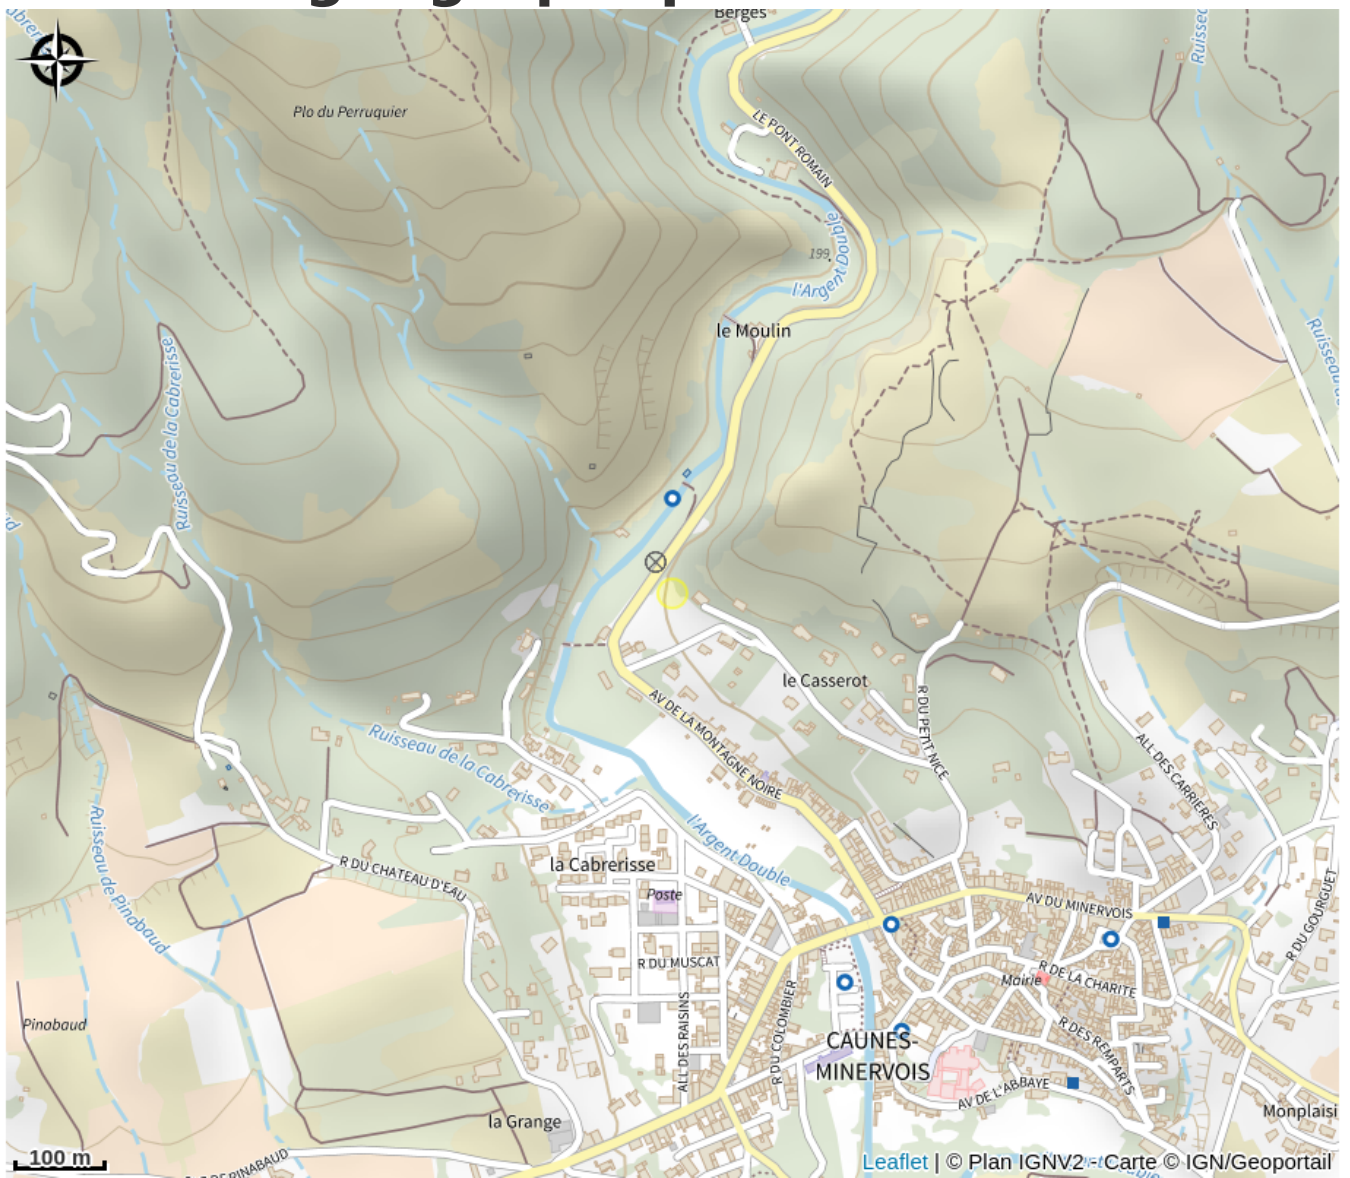 Berges
Plo du Perruquier
LE PONT ROMAIN
199
l'Argent Double
le Moulin
Ruisseau de la Cabrerisse
le Casserot
R DU PETIT NICE
AV DE LA MONTAGNE NOIRE
Ruisseau de la Cabrerisse
ALL DES CARRIERES
Ruisseau de Pinabaud
l'Argent Double
la Cabrerisse
R DU CHATEAU D'EAU
Poste
AV DU MINERVOIS
R DU GOURGUET
R DU MUSCAT
R DE LA CHARITE
Mairie
Pinabaud
ALL DES RAISINS
R DU COLOMBIER
R DES REMPARTS
CAUNES-
MINERVOIS
AV DE L'ABBAYE
la Grange
Monplaisi
100 m
DE PINABAUD
Leaflet | © Plan IGNV2 - Carte © IGN/Geoportail